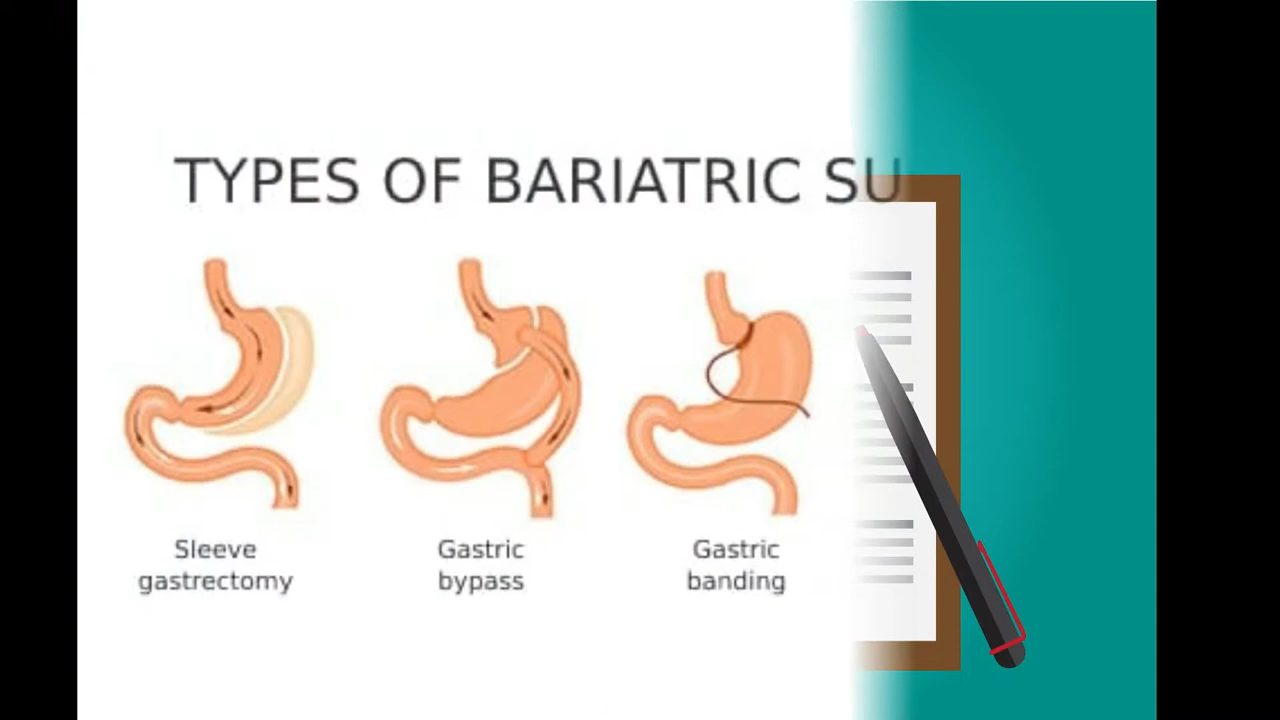 TYPES OF BARIATRIC SU
Sleeve
gastrectomy
Gastric
bypass
Gastric
banding